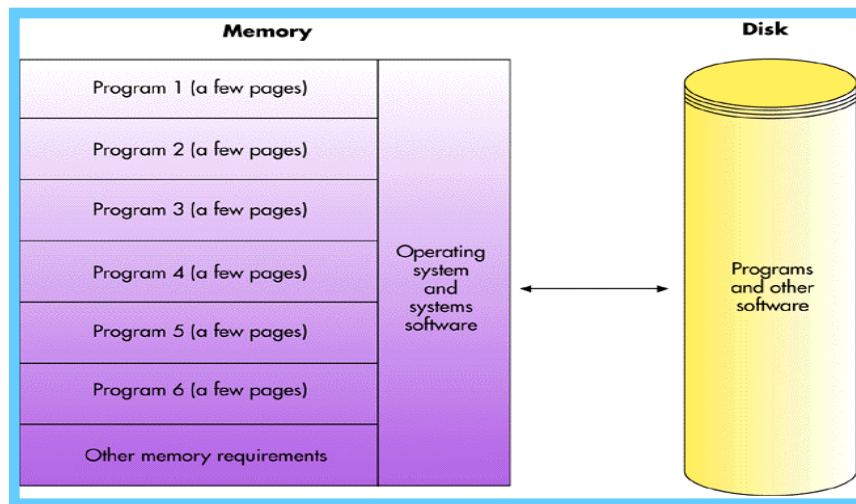 Memory
Disk
Program 1 (a few pages)
Program 2 (a few pages)
Program 3 (a few pages)
Program 4 (a few pages)
Program 5 (a few pages)
Program 6 (a few pages)
Other memory requirements
Operating
system
and
systems
software
Programs
and other
software